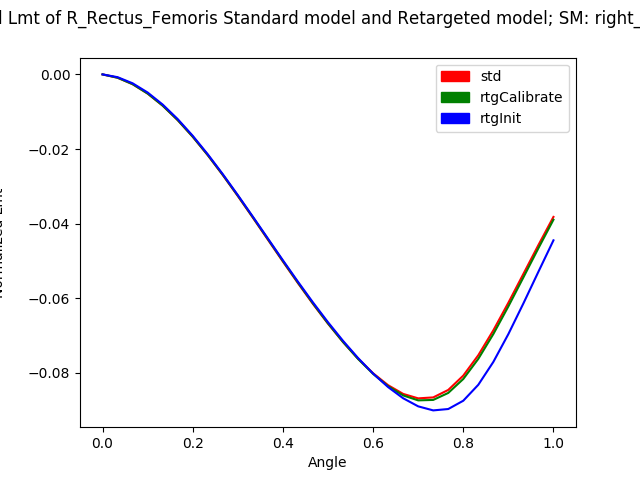 l Lmt of R_Rectus_Femoris Standard model and Retargeted model; SM: right_
0.00
−0.02
−0.04
−0.06
−0.08
0.0
0.2
0.4
0.6
0.8
1.0
Angle
std
rtgCalibrate
rtgInit